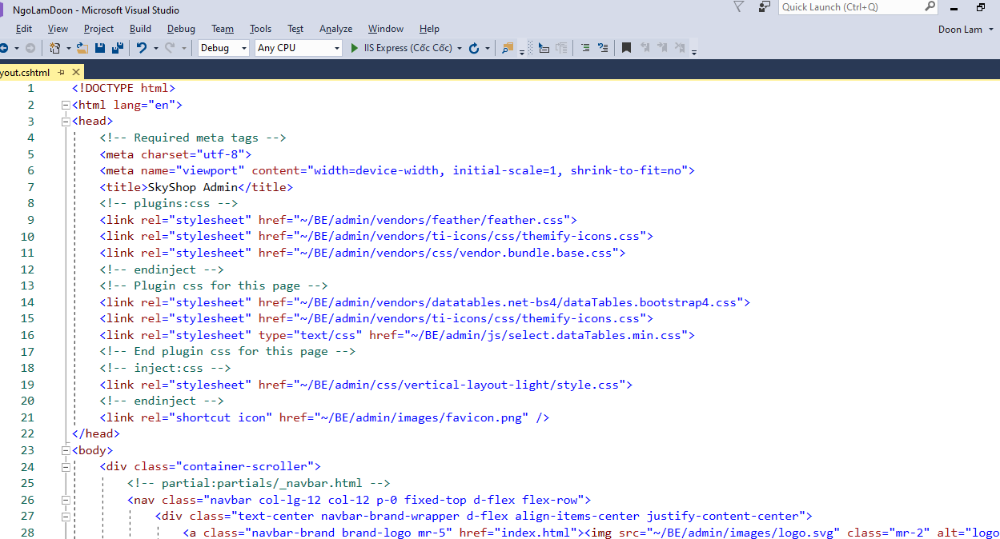 NgoLamDoon - Microsoft Visual Studio
Quick Launch (Ctrl+Q)
Edit View Project Build Debug Team Tools Test Analyze Window Help
Doon Lam
Debug Any CPU IIS Express (Cốc Cốc)
yout.cshtml
1 <!DOCTYPE html>
2 <html lang="en">
3 <head>
4 <!-- Required meta tags -->
5 <meta charset="utf-8">
6 <meta name="viewport" content="width=device-width, initial-scale=1, shrink-to-fit=no">
7 <title>SkyShop Admin</title>
8 <!-- plugins:css -->
9 <link rel="stylesheet" href="~/BE/admin/vendors/feather/feather.css">
10 <link rel="stylesheet" href="~/BE/admin/vendors/ti-icons/css/themify-icons.css">
11 <link rel="stylesheet" href="~/BE/admin/vendors/css/vendor.bundle.base.css">
12 <!-- endinject -->
13 <!-- Plugin css for this page -->
14 <link rel="stylesheet" href="~/BE/admin/vendors/datatables.net-bs4/dataTables.bootstrap4.css">
15 <link rel="stylesheet" href="~/BE/admin/vendors/ti-icons/css/themify-icons.css">
16 <link rel="stylesheet" type="text/css" href="~/BE/admin/js/select.dataTables.min.css">
17 <!-- End plugin css for this page -->
18 <!-- inject:css -->
19 <link rel="stylesheet" href="~/BE/admin/css/vertical-layout-light/style.css">
20 <!-- endinject -->
21 <link rel="shortcut icon" href="~/BE/admin/images/favicon.png" />
22 </head>
23 <body>
24 <div class="container-scroller">
25 <!-- partial:partials/_navbar.html -->
26 <nav class="navbar col-lg-12 col-12 p-0 fixed-top d-flex flex-row">
27 <div class="text-center navbar-brand-wrapper d-flex align-items-center justify-content-center">
28 <a class="navbar-brand brand-logo mr-5" href="index.html"><img src="~/BE/admin/images/logo.svg" class="mr-2" alt="logo